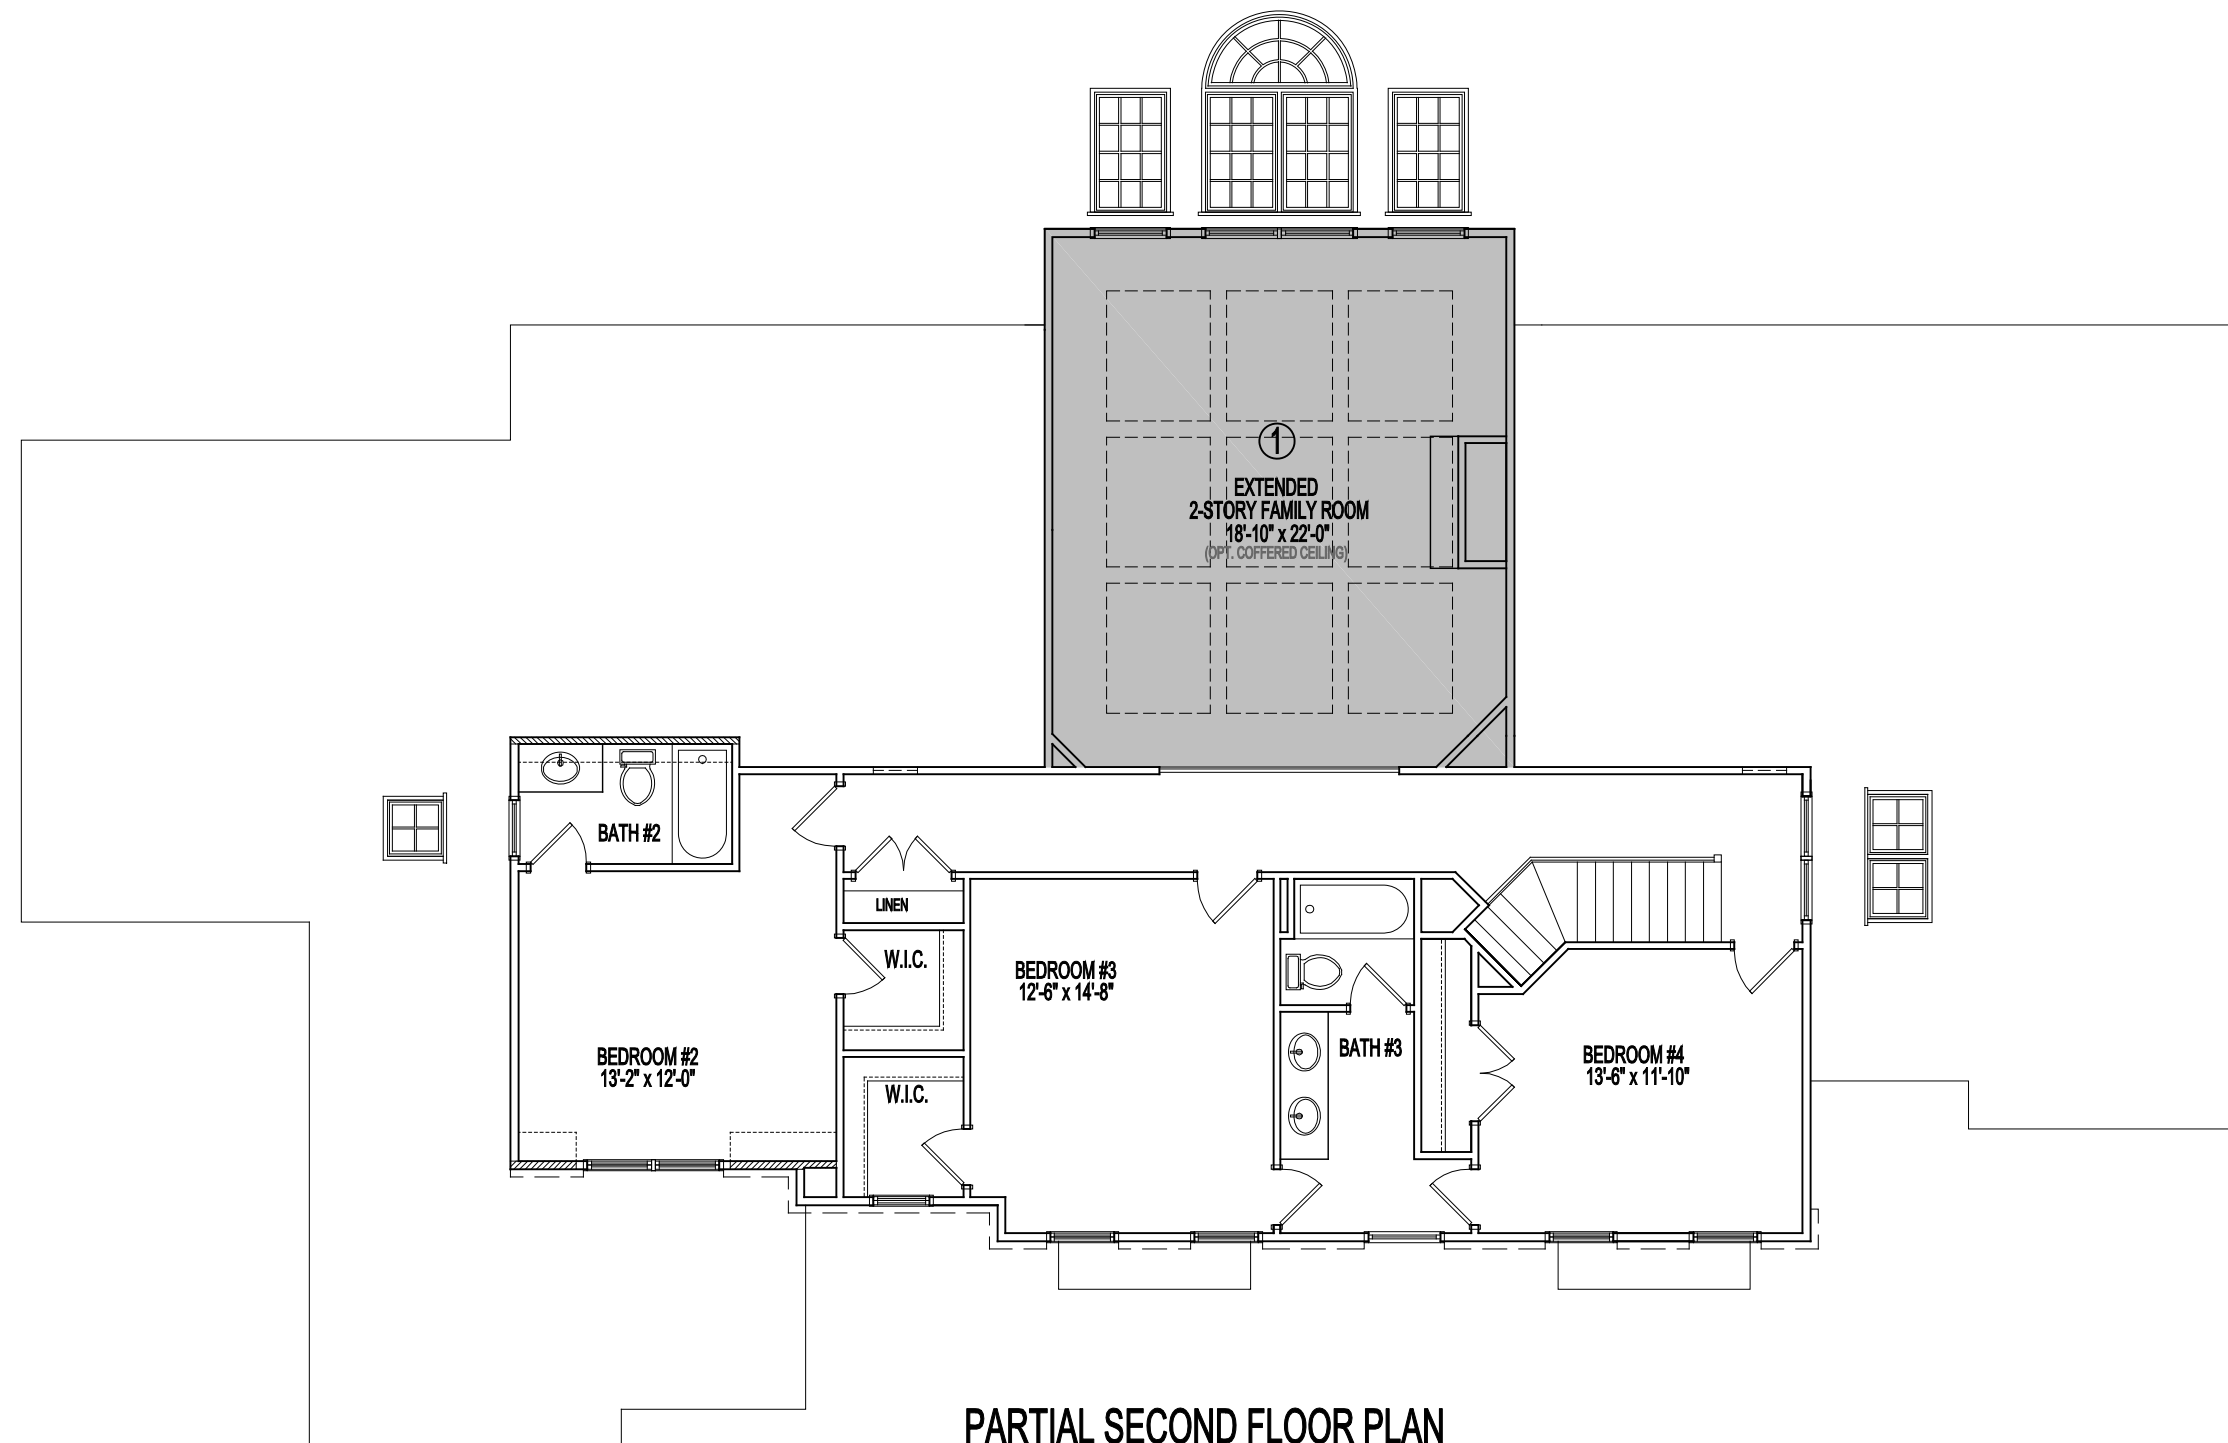 1
EXTENDED
2-STORY FAMILY ROOM
18'-10" x 22'-0"
(OPT. COFFERED CEILING)
BATH #2
LINEN
W.I.C.
BEDROOM #3
12'-6" x 14'-8"
BEDROOM #2
13'-2" x 12'-0"
BATH #3
BEDROOM #4
13'-6" x 11'-10"
W.I.C.
PARTIAL SECOND FLOOR PLAN